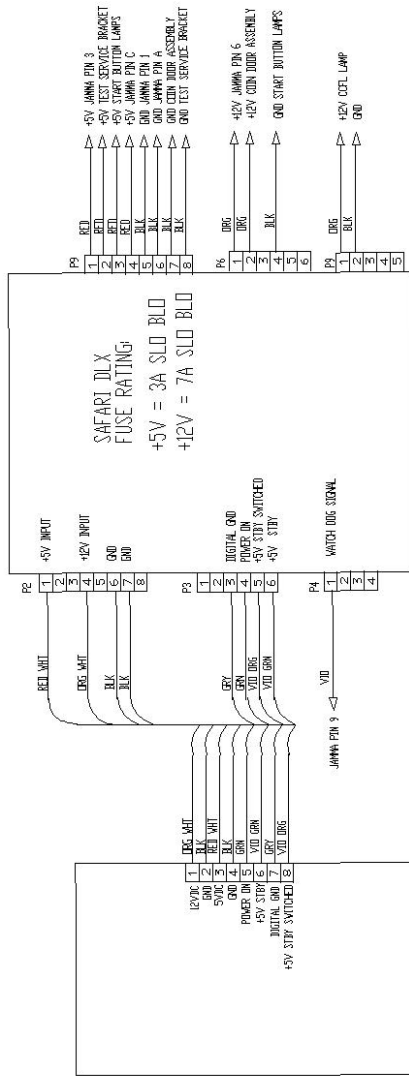 12VDC 1 ORG WHT
GND 2 BLK
5VDC 3 RED WHT
GND 4 BLK
POWER ON 5 GRN
+5V STBY 6 VIO GRN
DIGITAL GND 7 GRY
+5V STBY SWITCHED 8 VIO ORG
P2
RED WHT 1 +5V INPUT
2
3
ORG WHT 4 +12V INPUT
5
BLK 6 GND
BLK 7 GND
8
P3
1
2
GRY 3 DIGITAL GND
GRN 4 POWER ON
VIO ORG 5 +5V STBY SWITCHED
VIO GRN 6 +5V STBY
P4
JAMMA PIN 9 VIO 1 WATCH DOG SIGNAL
2
3
4
SAFARI DLX
FUSE RATING:
+5V = 3A SLO BLO
+12V = 7A SLO BLO
P9
1 RED +5V JAMMA PIN 3
2 RED +5V TEST SERVICE BRACKET
3 RED +5V START BUTTON LAMPS
4 RED +5V JAMMA PIN C
5 BLK GND JAMMA PIN 1
6 BLK GND JAMMA PIN A
7 BLK GND COIN DOOR ASSEMBLY
8 BLK GND TEST SERVICE BRACKET
P6
1 ORG +12V JAMMA PIN 6
2 ORG +12V COIN DOOR ASSEMBLY
3
4 BLK GND START BUTTON LAMPS
5
6
P9
1 ORG +12V CCFL LAMP
2 BLK GND
3
4
5